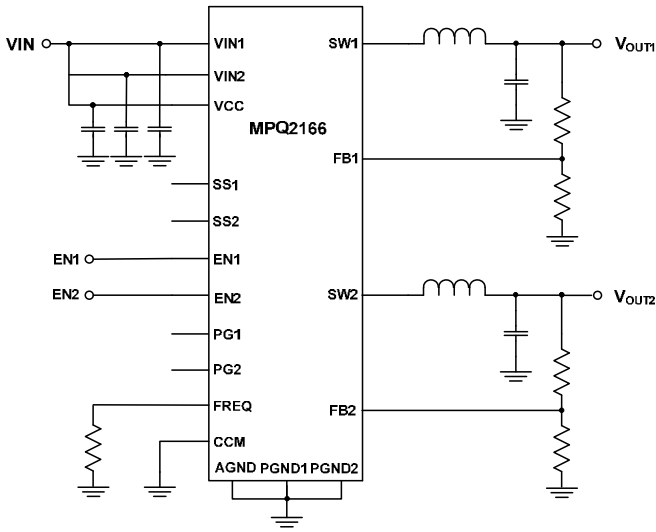 VIN
VIN1
VIN2
VCC
MPQ2166
SS1
SS2
EN1
EN1
EN2
EN2
PG1
PG2
FREQ
CCM
AGND PGND1 PGND2
SW1
VOUT1
FB1
SW2
VOUT2
FB2